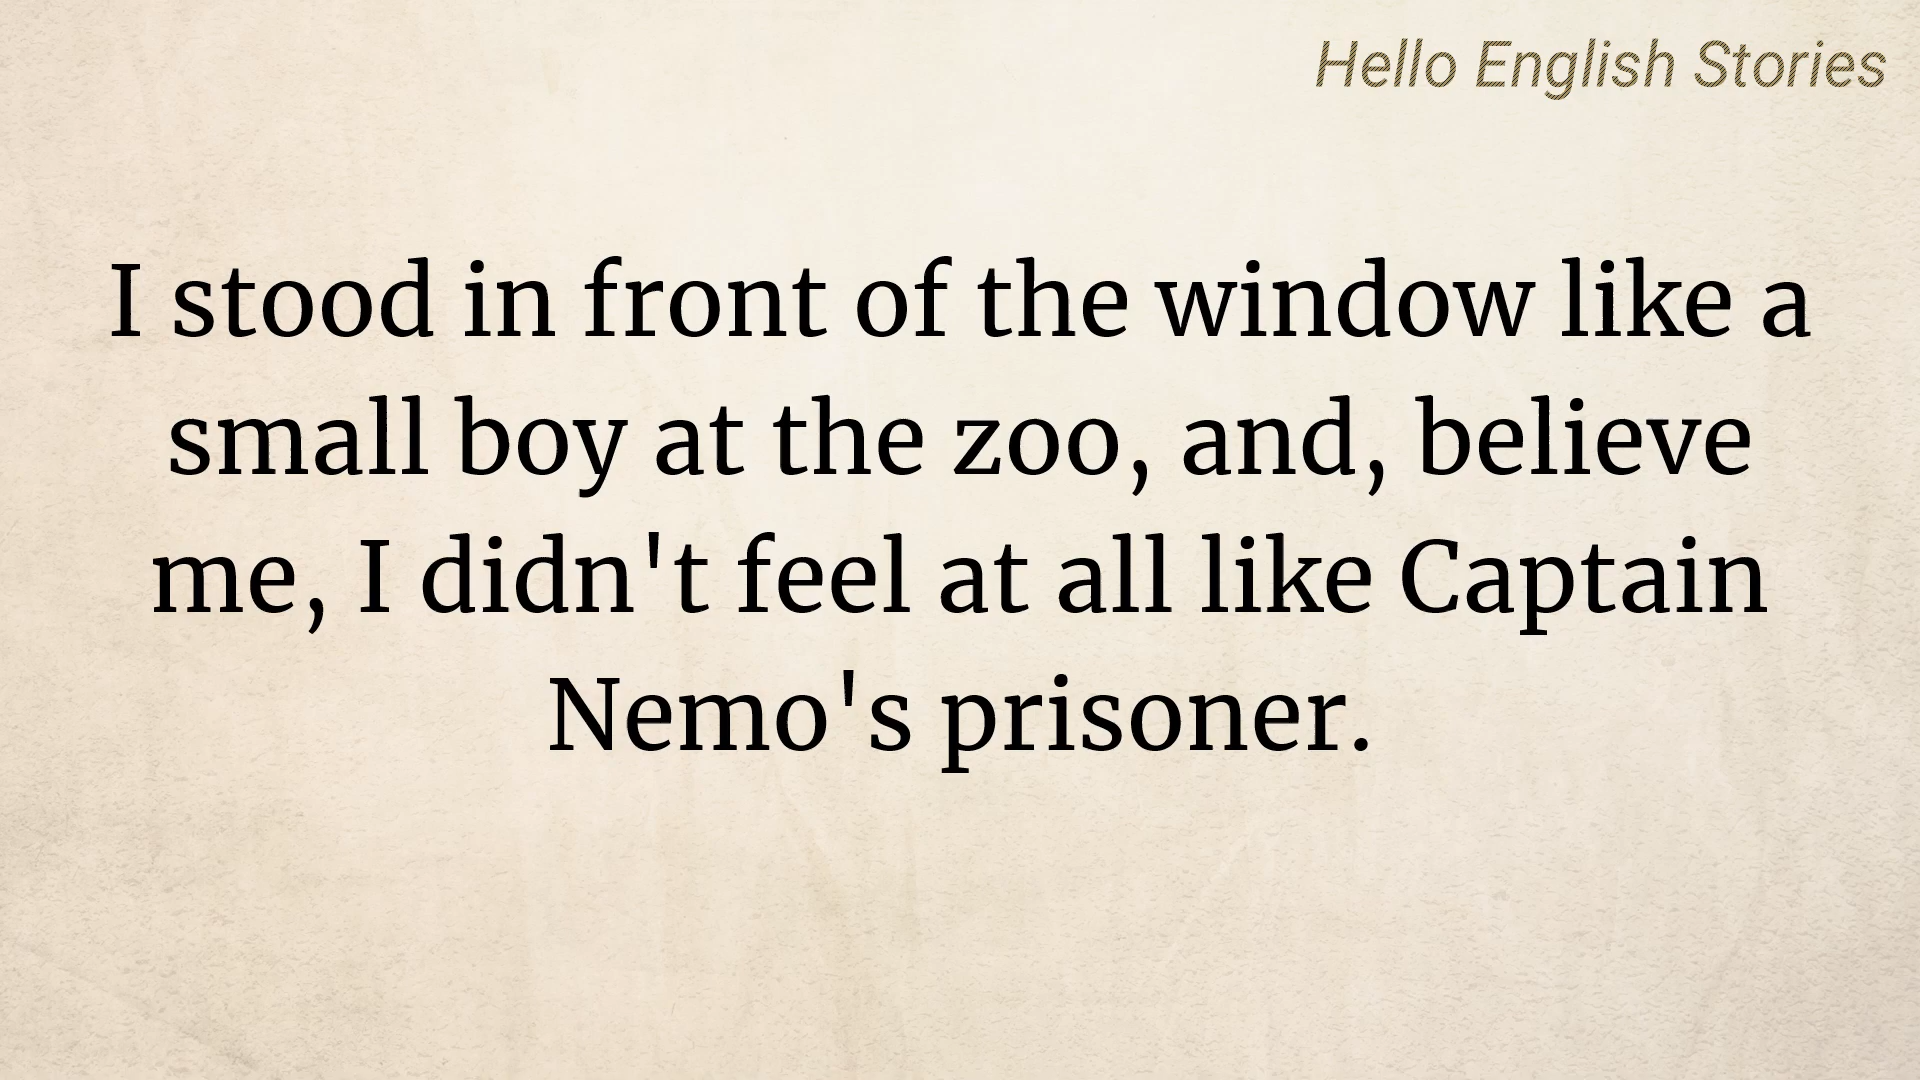 Hello English Stories
I stood in front of the window like a
small boy at the zoo, and, believe
me, I didn't feel at all like Captain
Nemo's prisoner.